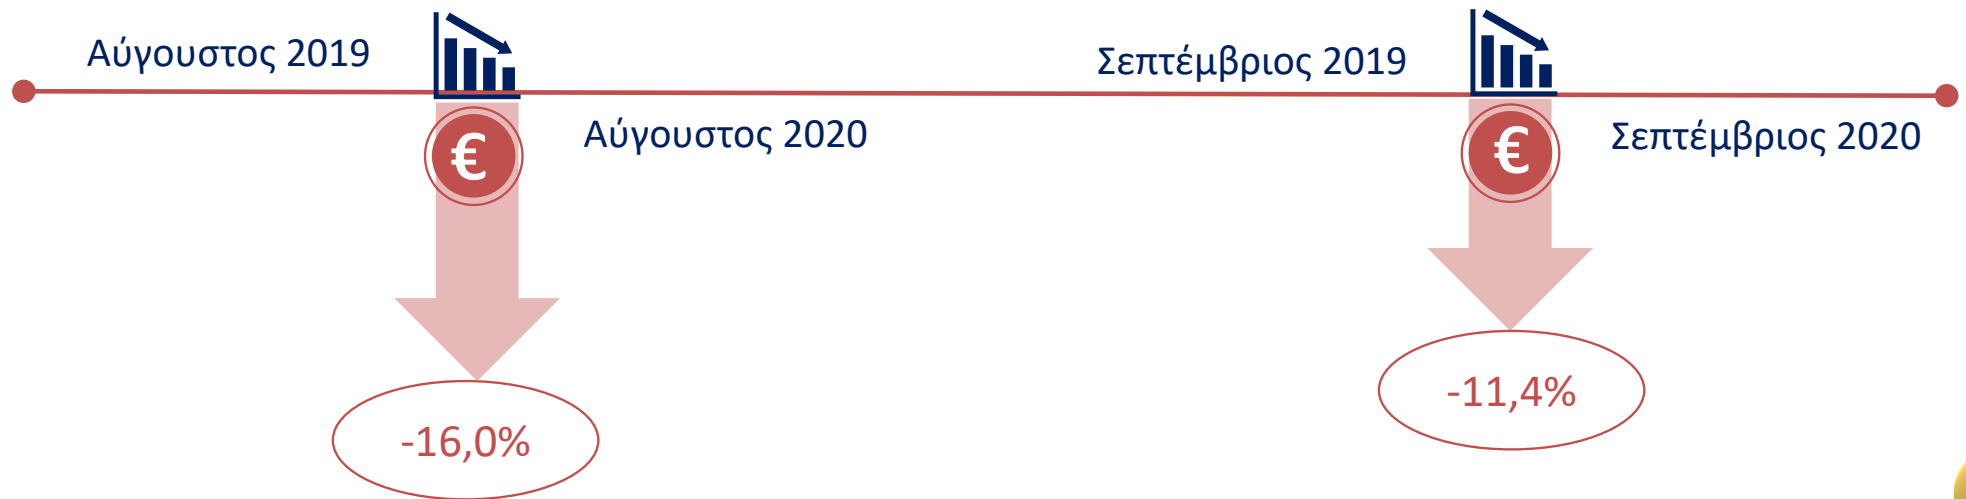 Αύγουστος 2019
Σεπτέμβριος 2019
Αύγουστος 2020
Σεπτέμβριος 2020
€
€
-11,4%
-16,0%